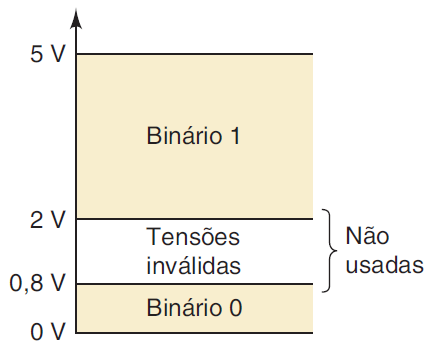 5 V
Binário 1
2 V
Tensões
inválidas
Não
usadas
0,8 V
Binário 0
0 V